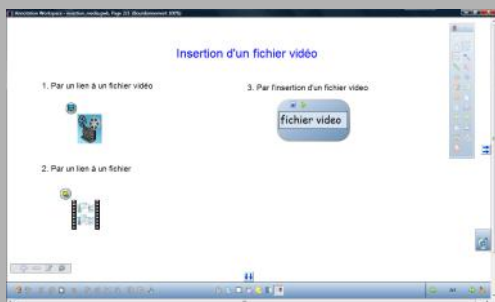 Insertion d'un fichier vidéo
1. Par un lien à un fichier vidéo
3. Par l'insertion d'un fichier video
fichier video
2. Par un lien à un fichier